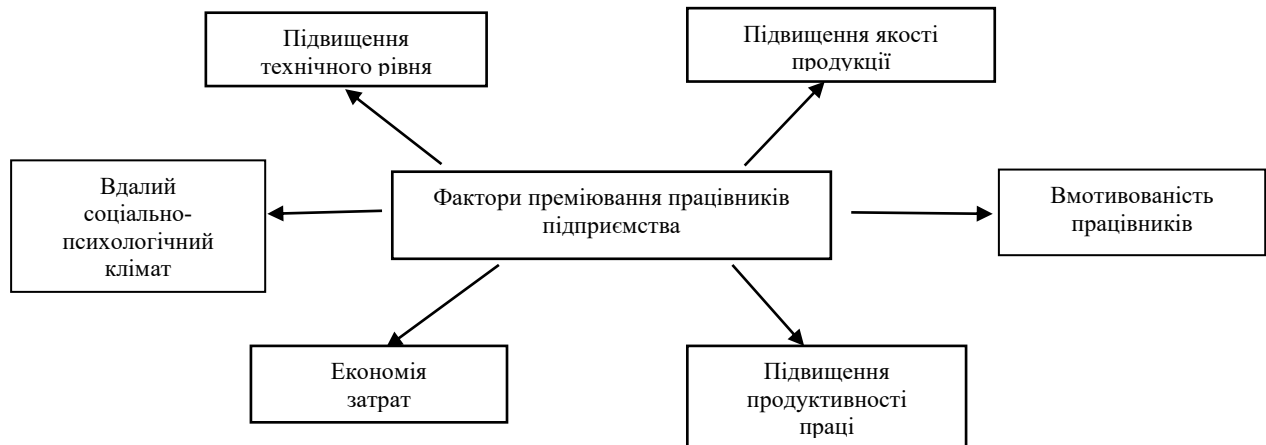 Підвищення
технічного рівня
Підвищення якості
продукції
Вдалий
соціально-
психологічний
клімат
Фактори преміювання працівників
підприємства
Вмотивованість
працівників
Економія
затрат
Підвищення
продуктивності
праці